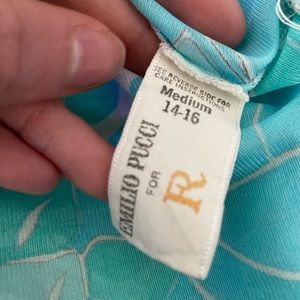 SEE REVERSE SIDE FOR
CARE INSTRUCTIONS
Medium
14-16
EMILIO PUCCI
FOR
R